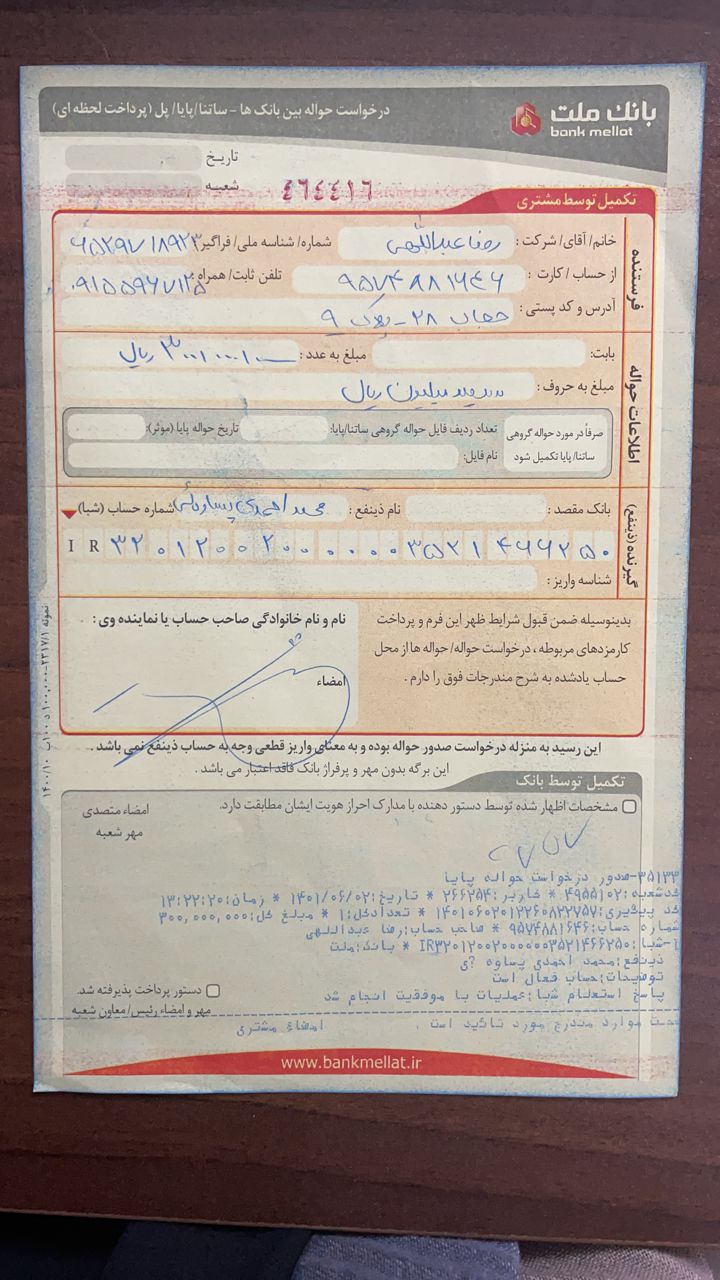 بانک ملت
bank mellat
درخواست حواله بین بانک ها - ساتنا/پایا/ پل (پرداخت لحظه ای)
تاریخ
شعبه
٤٦٤٤١٦
تکمیل توسط مشتری
فرستنده
خانم/ آقای/ شرکت : رضا عبداللهی شماره/ شناسه ملی/ فراگیر:
از حساب / کارت : ۹۵۷۴۸۸۱۶۴۶ تلفن ثابت/ همراه : ۰۹۱۵۵۹۶۷۱۲۵
آدرس و کد پستی : حجاب ۲۸ - پلاک ۹
اطلاعات حواله
بابت: مبلغ به عدد : ۳۰۰/۰۰۰/۰۰۰ ریال
مبلغ به حروف : سیصد میلیون ریال
صرفاً در مورد حواله گروهی ساتنا/ پایا تکمیل شود
تعداد ردیف فایل حواله گروهی ساتنا/پایا: تاریخ حواله پایا (موثر):
نام فایل:
گیرنده (ذینفع)
بانک مقصد : نام ذینفع : محمد احمدی شماره حساب (شبا)
I R ۳۲۰۱۲۰۰۲۰۰۰۰۰۰۳۵۲۱۴۶۶۲۵۰
شناسه واریز :
بدینوسیله ضمن قبول شرایط ظهر این فرم و پرداخت
کارمزدهای مربوطه ، درخواست حواله/ حواله ها از محل
حساب یادشده به شرح مندرجات فوق را دارم .
نام و نام خانوادگی صاحب حساب یا نماینده وی :
امضاء
این رسید به منزله درخواست صدور حواله بوده و به معنای واریز قطعی وجه به حساب ذینفع نمی باشد .
این برگه بدون مهر و پرفراژ بانک فاقد اعتبار می باشد .
تکمیل توسط بانک
مشخصات اظهار شده توسط دستور دهنده با مدارک احراز هویت ایشان مطابقت دارد.
امضاء متصدی
مهر شعبه
۳۵۱۳۳-صدور درخواست حواله پایا
کدشعبه:۴۹۵۵۱۰۲ * کاربر:۲۶۶۲۵۴ * تاریخ:۱۴۰۱/۰۶/۰۲ * زمان:۱۳:۲۲:۲۰
کد پیگیری:۱۴۰۱۰۶۰۲۰۱۲۲۶۰۸۲۲۷۵۷ * تعدادکل:۱ * مبلغ کل:۳۰۰,۰۰۰,۰۰۰
شماره حساب:۹۵۷۴۸۸۱۶۴۶ * صاحب حساب:رضا عبداللهی
۱-شبا:IR۳۲۰۱۲۰۰۲۰۰۰۰۰۰۳۵۲۱۴۶۶۲۵۰ * بانک:ملت
ذینفع:محمد احمدی پساوه ?ی
توضیحات:حساب فعال است
پاسخ استعلام شبا:عملیات با موفقیت انجام شد
صحت موارد مندرج مورد تائید است . امضاء مشتری
دستور پرداخت پذیرفته شد.
مهر و امضاء رئیس/ معاون شعبه
www.bankmellat.ir